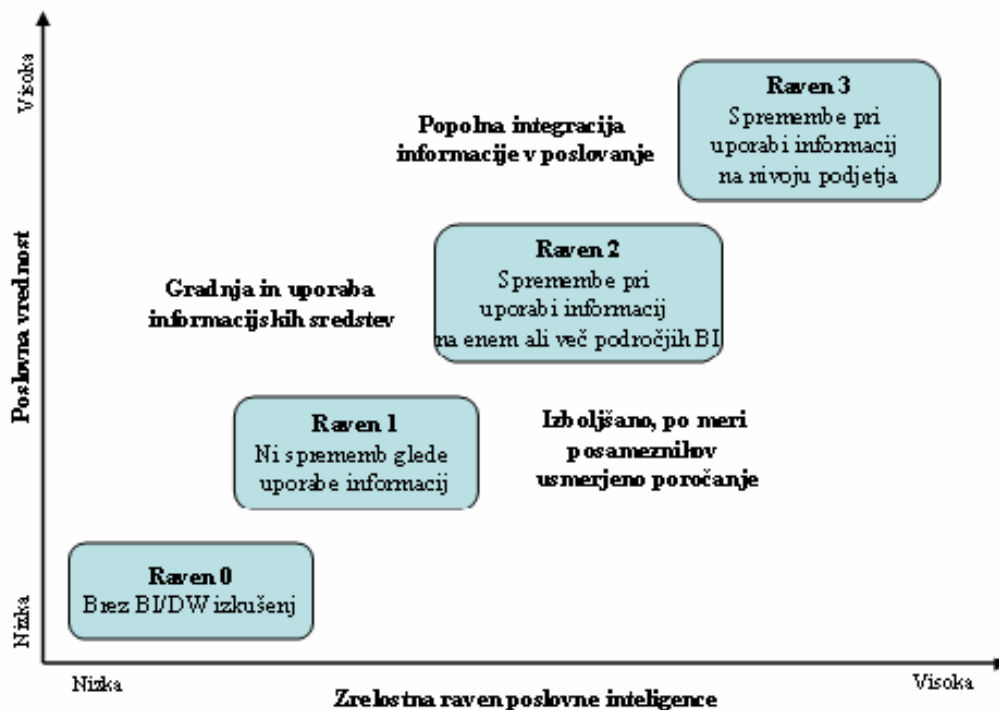 Visoka
Raven 3
Spremembe pri
uporabi informacij
na nivoju podjetja
Popolna integracija
informacije v poslovanje
Raven 2
Spremembe pri
uporabi informacij
na enem ali več področjih BI
Gradnja in uporaba
informacijskih sredstev
Poslovna vrednost
Raven 1
Ni sprememb glede
uporabe informacij
Izboljšano, po meri
posameznikov
usmerjeno poročanje
Raven 0
Brez BI/DW izkušenj
Nizka
Nizka
Zrelostna raven poslovne inteligence
Visoka